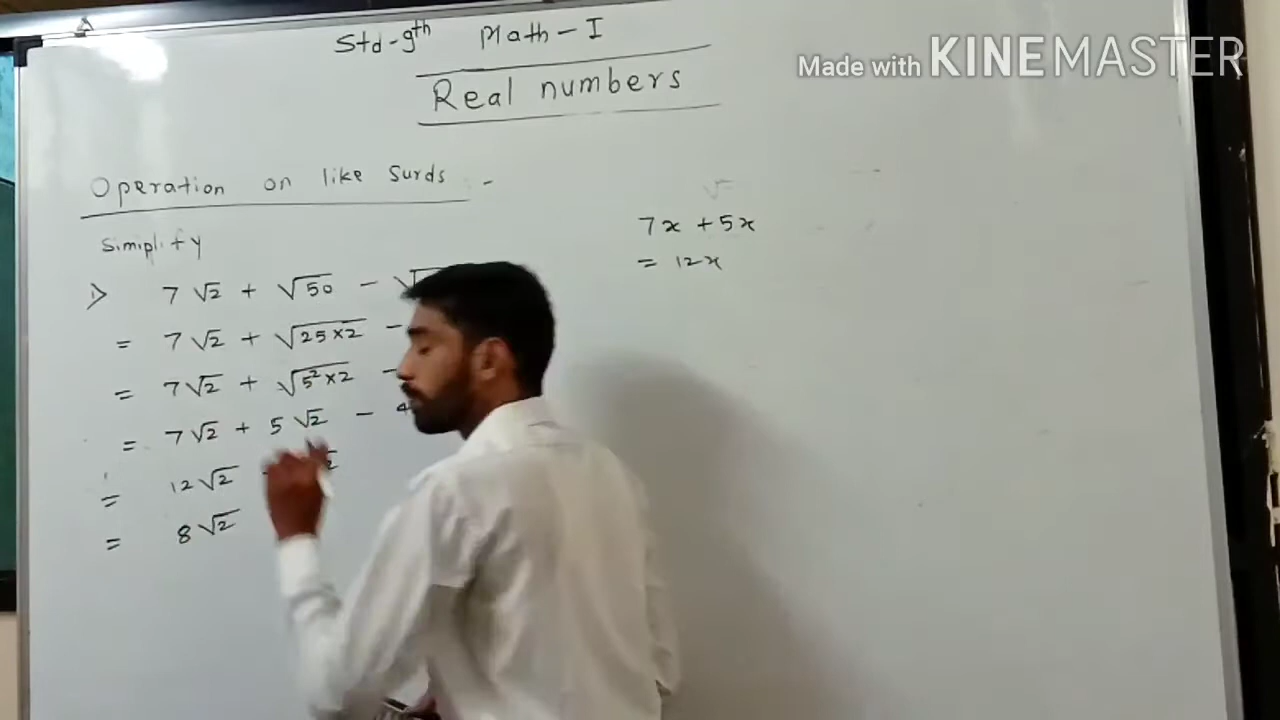 Std-9th Math-I
Made with KINEMASTER
Real numbers
Operation on like Surds -
Simplify
1> 7√2 + √50 - √
= 7√2 + √25×2 -
= 7√2 + √5²×2 -
= 7√2 + 5√2 - 4
= 12√2
= 8√2
7x + 5x
= 12x